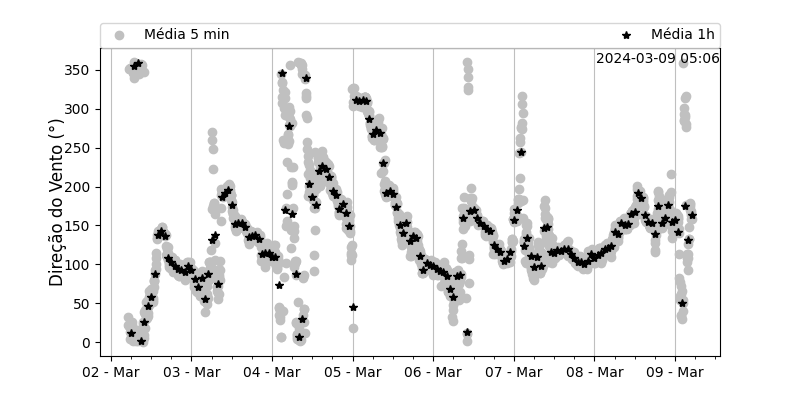 Média 5 min
Média 1h
2024-03-09 05:06
Direção do Vento (°)
350
300
250
200
150
100
50
0
02 - Mar
03 - Mar
04 - Mar
05 - Mar
06 - Mar
07 - Mar
08 - Mar
09 - Mar